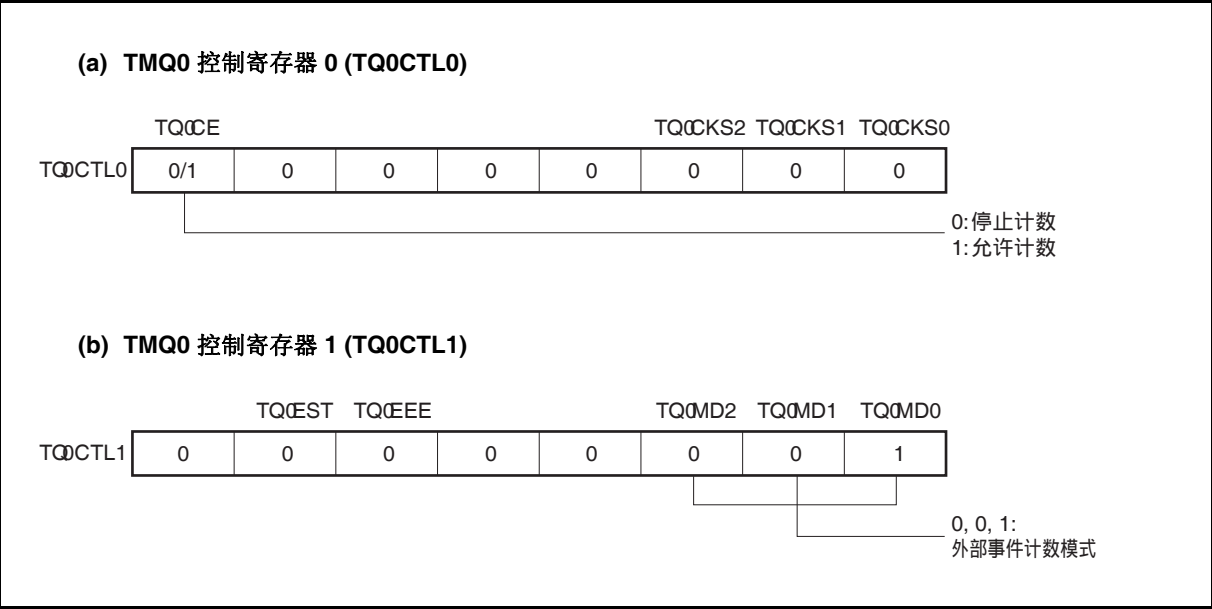 (a) TMQ0 控制寄存器 0 (TQ0CTL0)
TQ0CE TQ0CKS2 TQ0CKS1 TQ0CKS0
TQ0CTL0 0/1 0 0 0 0 0 0 0
0:停止计数
1:允许计数
(b) TMQ0 控制寄存器 1 (TQ0CTL1)
TQ0EST TQ0EEE TQ0MD2 TQ0MD1 TQ0MD0
TQ0CTL1 0 0 0 0 0 0 0 1
0, 0, 1:
外部事件计数模式